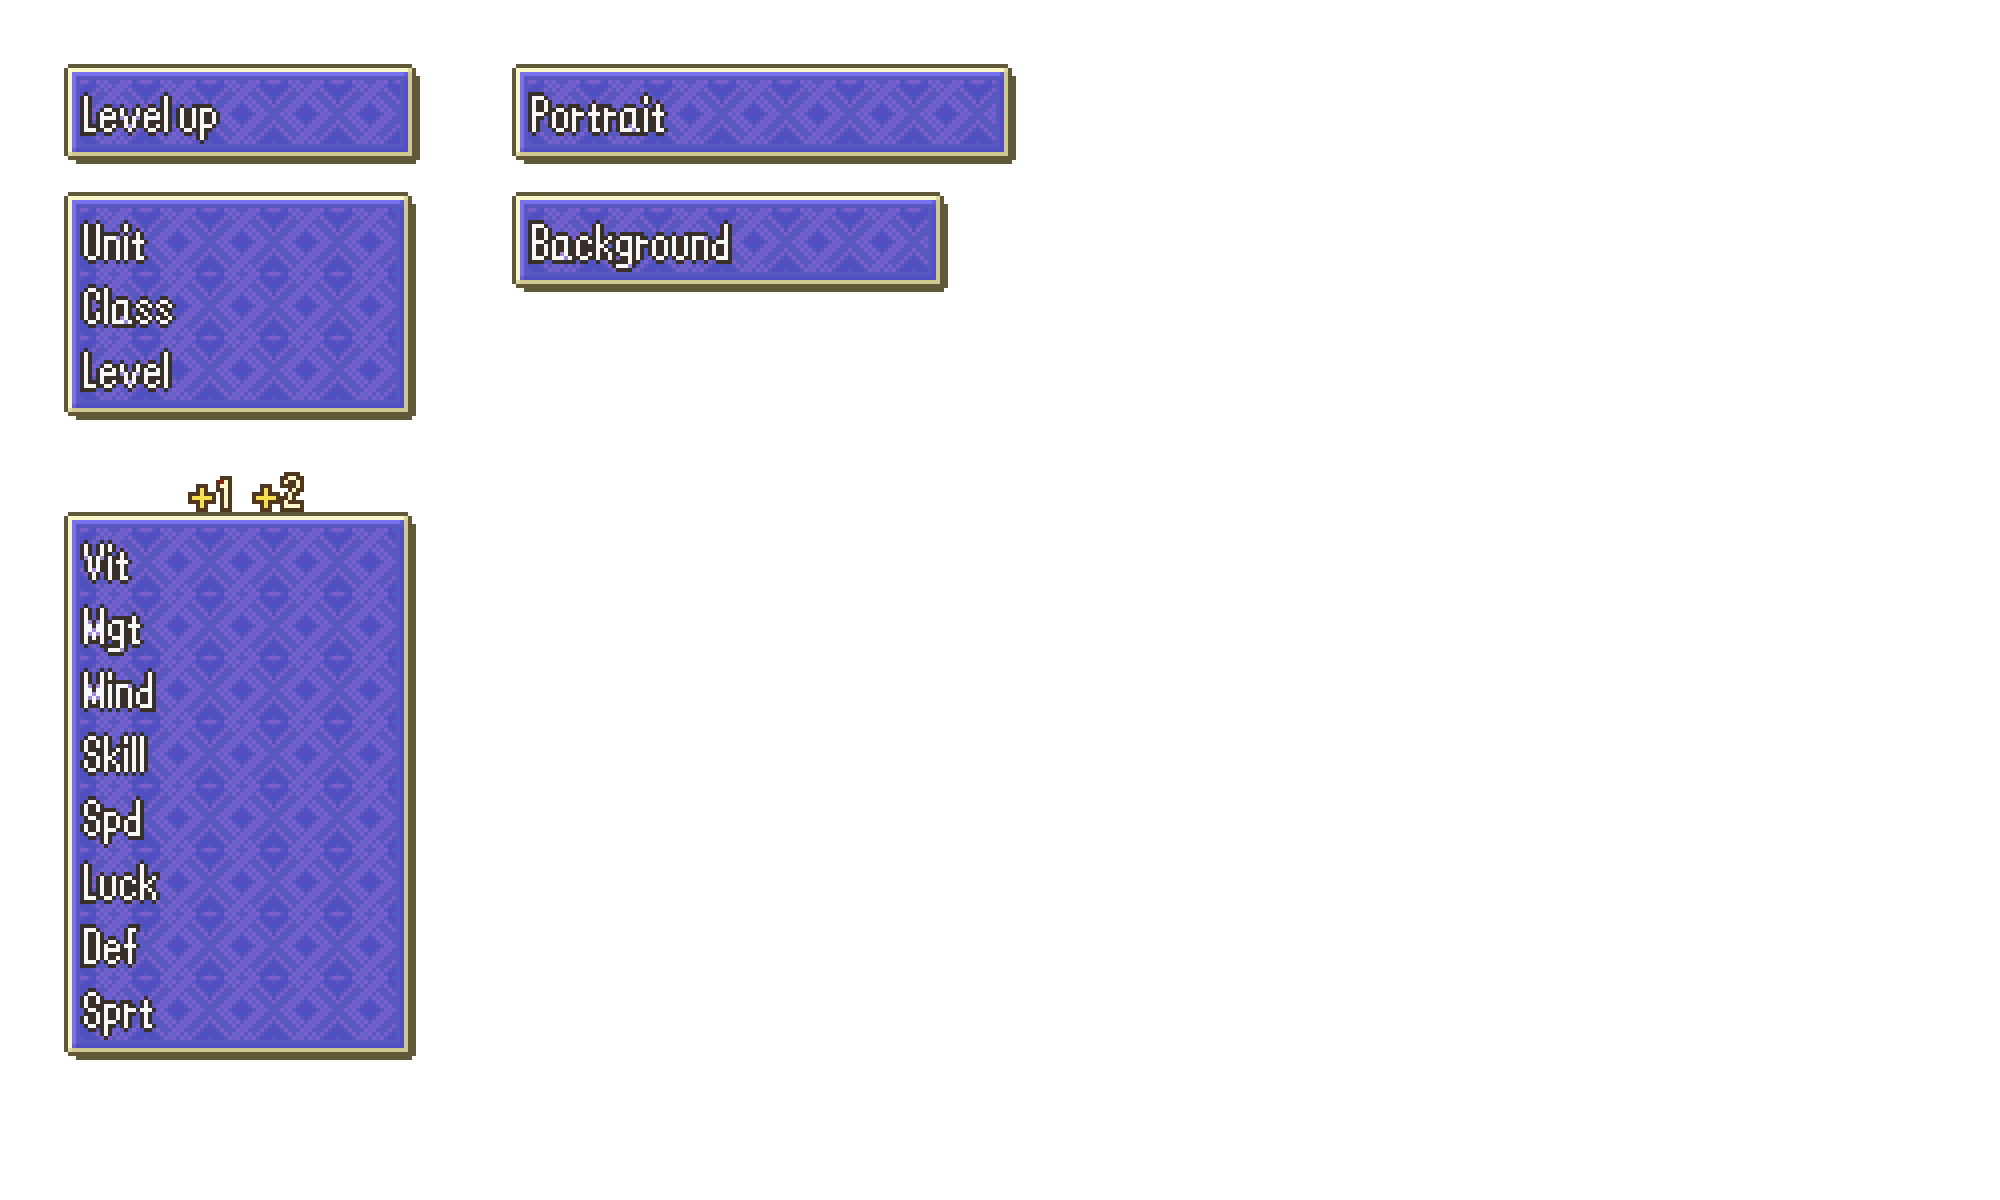 Level up
Unit
Class
Level
+1 +2
Vit
Mgt
Mind
Skill
Spd
Luck
Def
Sprt
Portrait
Background